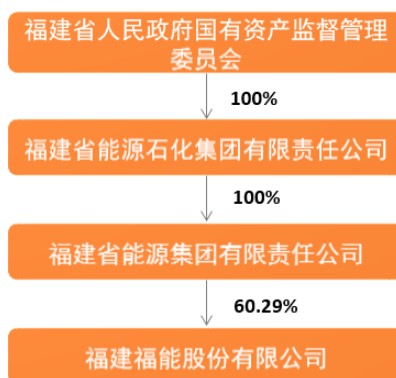 福建省人民政府国有资产监督管理
委员会
100%
福建省能源石化集团有限责任公司
100%
福建省能源集团有限责任公司
60.29%
福建福能股份有限公司